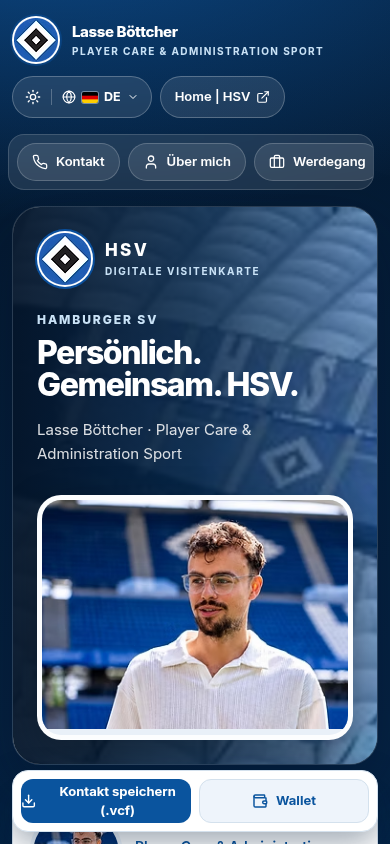 Lasse Böttcher
PLAYER CARE & ADMINISTRATION SPORT
DE
Home | HSV
Kontakt
Über mich
Werdegang
HSV
DIGITALE VISITENKARTE
HAMBURGER SV
Persönlich.
Gemeinsam. HSV.
Lasse Böttcher · Player Care &
Administration Sport
Kontakt speichern
(.vcf)
Wallet